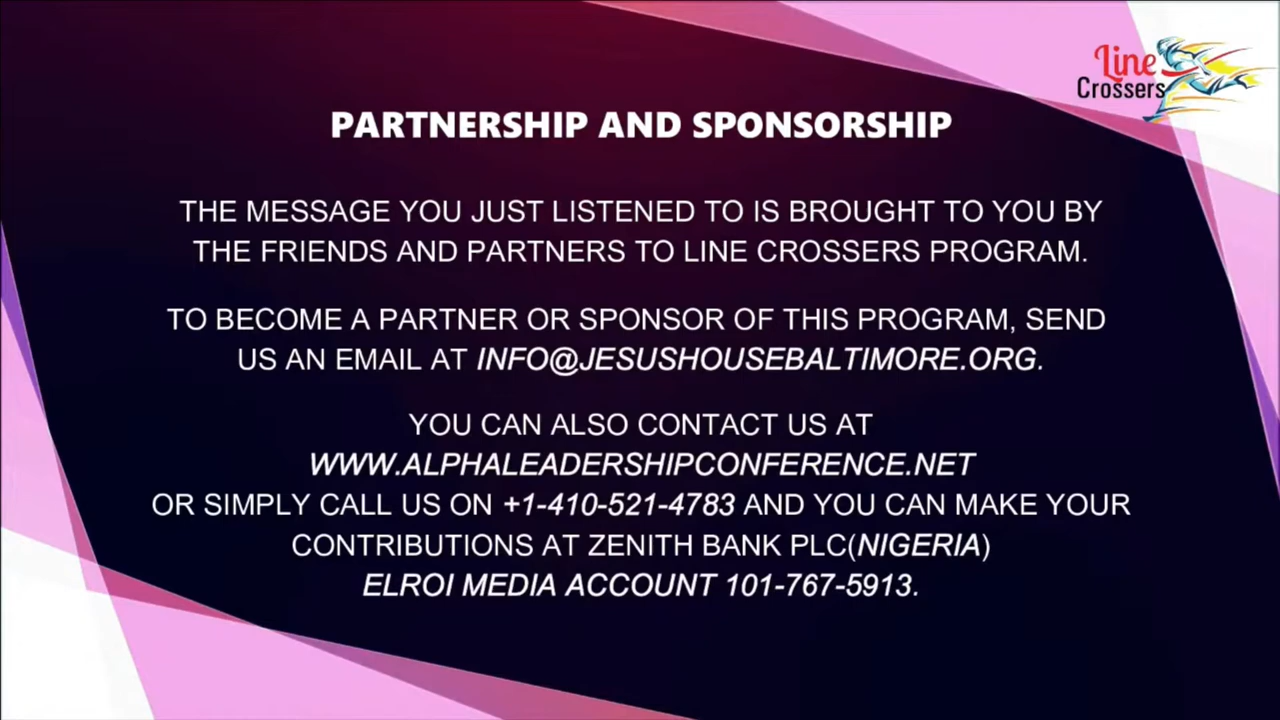 Line
Crossers
PARTNERSHIP AND SPONSORSHIP
THE MESSAGE YOU JUST LISTENED TO IS BROUGHT TO YOU BY
THE FRIENDS AND PARTNERS TO LINE CROSSERS PROGRAM.
TO BECOME A PARTNER OR SPONSOR OF THIS PROGRAM, SEND
US AN EMAIL AT INFO@JESUSHOUSEBALTIMORE.ORG.
YOU CAN ALSO CONTACT US AT
WWW.ALPHALEADERSHIPCONFERENCE.NET
OR SIMPLY CALL US ON +1-410-521-4783 AND YOU CAN MAKE YOUR
CONTRIBUTIONS AT ZENITH BANK PLC(NIGERIA)
ELROI MEDIA ACCOUNT 101-767-5913.